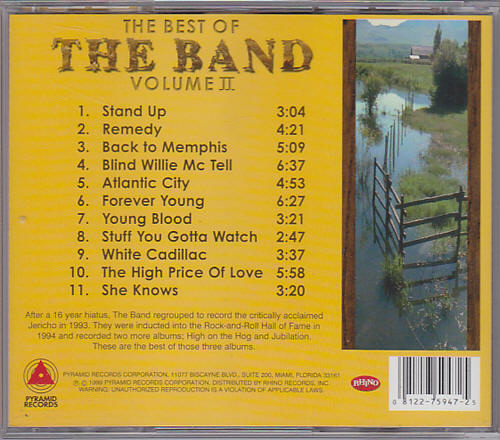 THE BEST OF
THE BAND
VOLUME II
1. Stand Up 3:04
2. Remedy 4:21
3. Back to Memphis 5:09
4. Blind Willie Mc Tell 6:37
5. Atlantic City 4:53
6. Forever Young 6:27
7. Young Blood 3:21
8. Stuff You Gotta Watch 2:47
9. White Cadillac 3:37
10. The High Price Of Love 5:58
11. She Knows 3:20
After a 16 year hiatus, The Band regrouped to record the critically acclaimed
Jericho in 1993. They were inducted into the Rock-and-Roll Hall of Fame in
1994 and recorded two more albums; High on the Hog and Jubilation.
These are the best of those three albums.
PYRAMID RECORDS
PYRAMID RECORDS CORPORATION, 11077 BISCAYNE BLVD., SUITE 200, MIAMI, FLORIDA 33161
℗ © 1999 PYRAMID RECORDS CORPORATION. DISTRIBUTED BY RHINO RECORDS, INC.
WARNING: UNAUTHORIZED REPRODUCTION IS A VIOLATION OF APPLICABLE LAWS.
RHINO
0 8122-75947-2 5